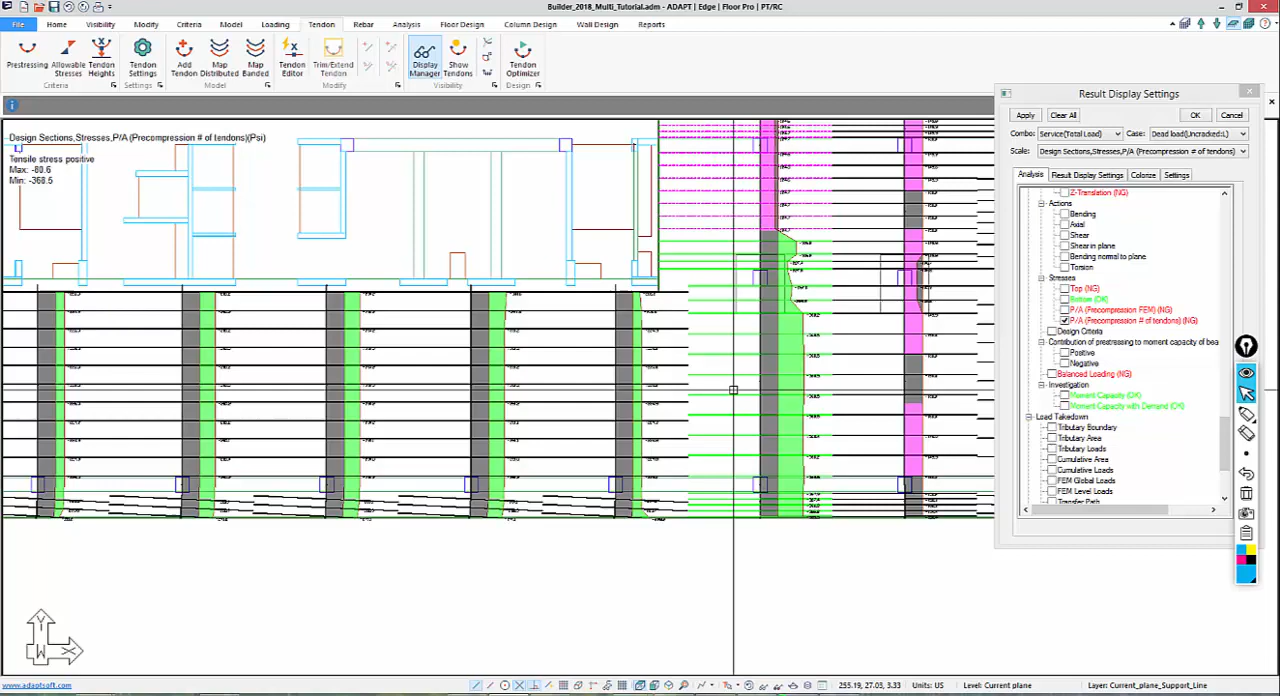 Builder_2018_Multi_Tutorial.adm - ADAPT | Edge | Floor Pro | PT/RC
File Home Visibility Modify Criteria Model Loading Tendon Rebar Analysis Floor Design Column Design Wall Design Reports
Prestressing Allowable Stresses Tendon Heights Tendon Settings Add Tendon Map Distributed Map Banded Tendon Editor Trim/Extend Tendon Display Manager Show Tendons Tendon Optimizer
Criteria Settings Model Modify Visibility Design
Design Sections,Stresses,P/A (Precompression # of tendons)(Psi)
Tensile stress positive
Max: -80.6
Min: -368.5
Result Display Settings
Apply Clear All OK Cancel
Combo: Service(Total Load) Case: Dead load(Uncracked:L)
Scale: Design Sections,Stresses,P/A (Precompression # of tendons)
Analysis Result Display Settings Colorize Settings
Z-Translation (NG)
Actions
Bending
Axial
Shear
Shear in plane
Bending normal to plane
Torsion
Stresses
Top (NG)
Bottom (OK)
P/A (Precompression FEM) (NG)
P/A (Precompression # of tendons) (NG)
Design Criteria
Contribution of prestressing to moment capacity of bea
Positive
Negative
Balanced Loading (NG)
Investigation
Moment Capacity (OK)
Moment Capacity with Demand (OK)
Load Takedown
Tributary Boundary
Tributary Area
Tributary Loads
Cumulative Area
Cumulative Loads
FEM Global Loads
FEM Level Loads
Transfer Path
Y
W X
www.adaptsoft.com
255.19, 27.03, 3.33 Units: US Level: Current plane Layer: Current_plane_Support_Line